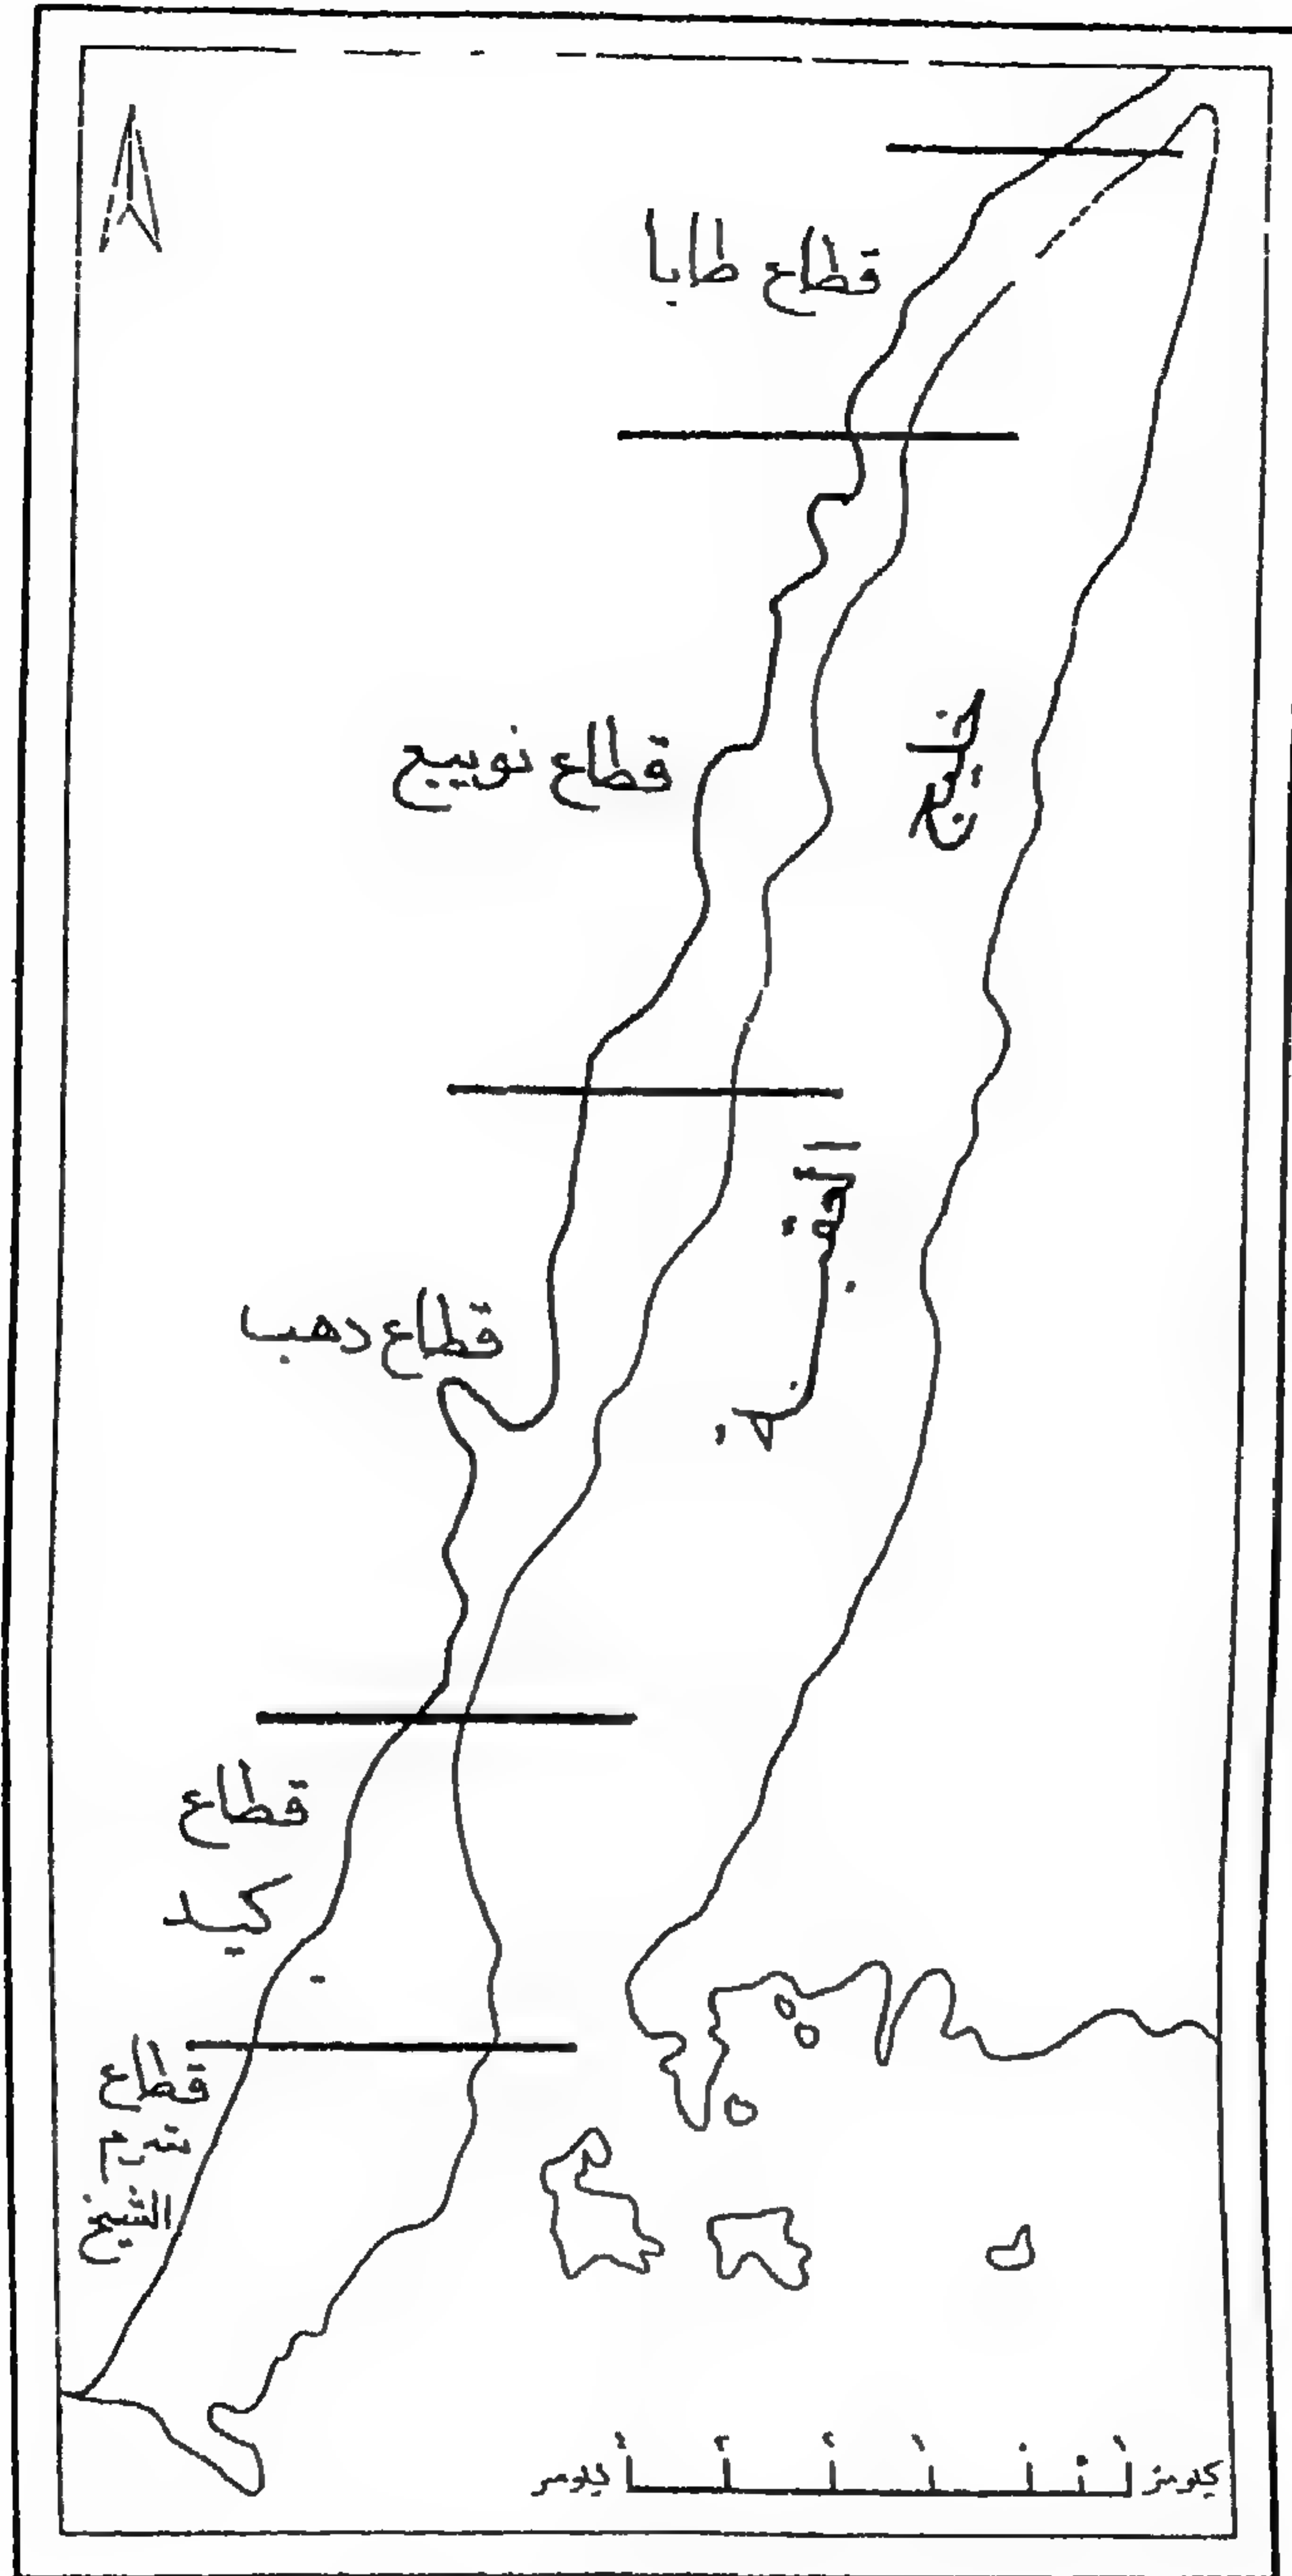 قطاع طابا
قطاع نويبع
خليج
العقبة
قطاع دهب
قطاع
كيد
قطاع
شرم
الشيخ
كيلومتر